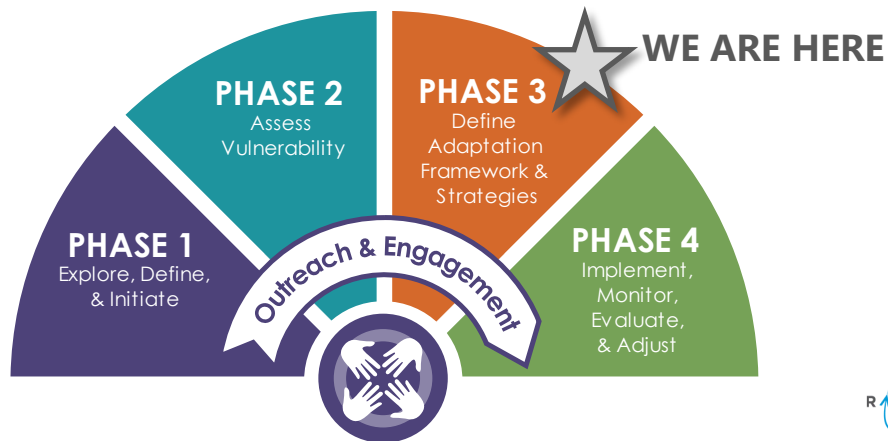 WE ARE HERE
PHASE 1
Explore, Define,
& Initiate
PHASE 2
Assess
Vulnerability
PHASE 3
Define
Adaptation
Framework &
Strategies
PHASE 4
Implement,
Monitor,
Evaluate,
& Adjust
Outreach & Engagement
R